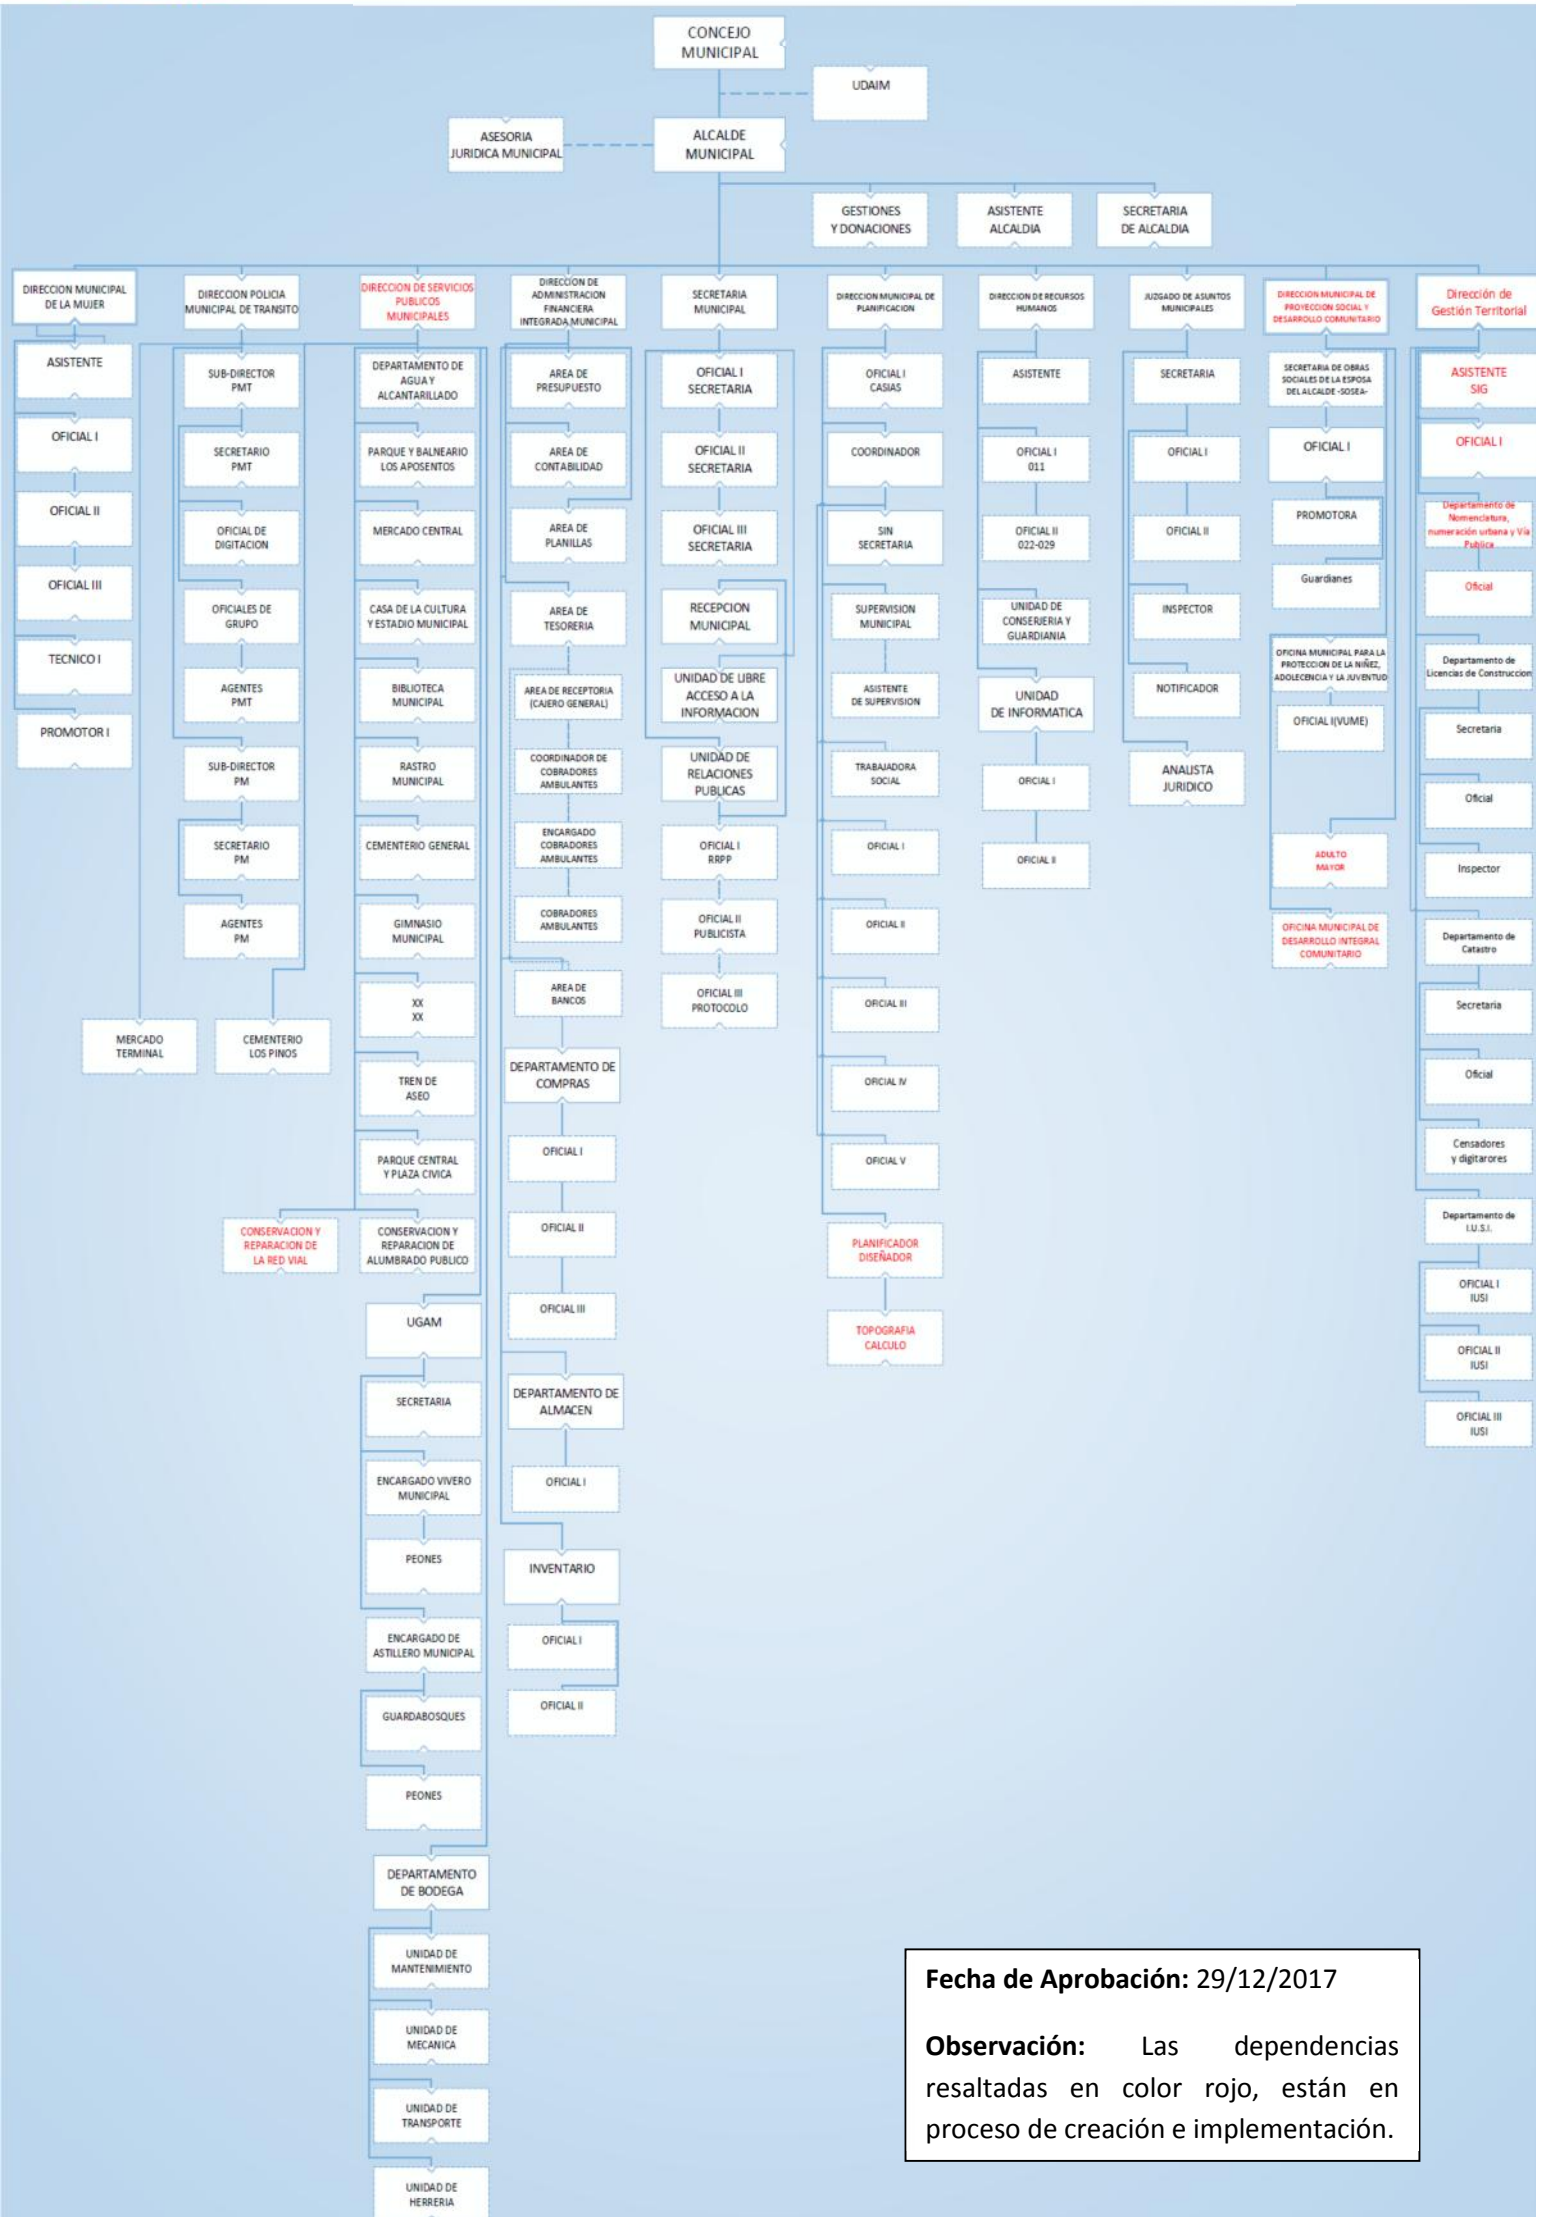 CONCEJO
MUNICIPAL
UDAIM
ASESORIA
JURIDICA MUNICIPAL
ALCALDE
MUNICIPAL
GESTIONES
Y DONACIONES
ASISTENTE
ALCALDIA
SECRETARIA
DE ALCALDIA
DIRECCION MUNICIPAL
DE LA MUJER
ASISTENTE
OFICIAL I
OFICIAL II
OFICIAL III
TECNICO I
PROMOTOR I
DIRECCION POLICIA
MUNICIPAL DE TRANSITO
SUB-DIRECTOR
PMT
SECRETARIO
PMT
OFICIAL DE
DIGITACION
OFICIALES DE
GRUPO
AGENTES
PMT
SUB-DIRECTOR
PM
SECRETARIO
PM
AGENTES
PM
DIRECCION DE SERVICIOS
PUBLICOS
MUNICIPALES
MERCADO
TERMINAL
CEMENTERIO
LOS PINOS
DEPARTAMENTO DE
AGUA Y
ALCANTARILLADO
PARQUE Y BALNEARIO
LOS APOSENTOS
MERCADO CENTRAL
CASA DE LA CULTURA
Y ESTADIO MUNICIPAL
BIBLIOTECA
MUNICIPAL
RASTRO
MUNICIPAL
CEMENTERIO GENERAL
GIMNASIO
MUNICIPAL
XX
XX
TREN DE
ASEO
PARQUE CENTRAL
Y PLAZA CIVICA
CONSERVACION Y
REPARACION DE
LA RED VIAL
CONSERVACION Y
REPARACION DE
ALUMBRADO PUBLICO
UGAM
SECRETARIA
ENCARGADO VIVERO
MUNICIPAL
PEONES
ENCARGADO DE
ASTILLERO MUNICIPAL
GUARDABOSQUES
PEONES
DEPARTAMENTO
DE BODEGA
UNIDAD DE
MANTENIMIENTO
UNIDAD DE
MECANICA
UNIDAD DE
TRANSPORTE
UNIDAD DE
HERRERIA
DIRECCION DE
ADMINISTRACION
FINANCIERA
INTEGRADA MUNICIPAL
AREA DE
PRESUPUESTO
AREA DE
CONTABILIDAD
AREA DE
PLANILLAS
AREA DE
TESORERIA
AREA DE RECEPTORIA
(CAJERO GENERAL)
COORDINADOR DE
COBRADORES
AMBULANTES
ENCARGADO
COBRADORES
AMBULANTES
COBRADORES
AMBULANTES
AREA DE
BANCOS
DEPARTAMENTO DE
COMPRAS
OFICIAL I
OFICIAL II
OFICIAL III
DEPARTAMENTO DE
ALMACEN
OFICIAL I
INVENTARIO
OFICIAL I
OFICIAL II
SECRETARIA
MUNICIPAL
OFICIAL I
SECRETARIA
OFICIAL II
SECRETARIA
OFICIAL III
SECRETARIA
RECEPCION
MUNICIPAL
UNIDAD DE LIBRE
ACCESO A LA
INFORMACION
UNIDAD DE
RELACIONES
PUBLICAS
OFICIAL I
RRPP
OFICIAL II
PUBLICISTA
OFICIAL III
PROTOCOLO
DIRECCION MUNICIPAL DE
PLANIFICACION
OFICIAL I
CASIAS
COORDINADOR
SIN
SECRETARIA
SUPERVISION
MUNICIPAL
ASISTENTE
DE SUPERVISION
TRABAJADORA
SOCIAL
OFICIAL I
OFICIAL II
OFICIAL III
OFICIAL IV
OFICIAL V
PLANIFICADOR
DISEÑADOR
TOPOGRAFIA
CALCULO
DIRECCION DE RECURSOS
HUMANOS
ASISTENTE
OFICIAL I
011
OFICIAL II
022-029
UNIDAD DE
CONSERJERIA Y
GUARDIANIA
UNIDAD
DE INFORMATICA
OFICIAL I
OFICIAL II
JUZGADO DE ASUNTOS
MUNICIPALES
SECRETARIA
OFICIAL I
OFICIAL II
INSPECTOR
NOTIFICADOR
ANALISTA
JURIDICO
DIRECCION MUNICIPAL DE
PROYECCION SOCIAL Y
DESARROLLO COMUNITARIO
SECRETARIA DE OBRAS
SOCIALES DE LA ESPOSA
DEL ALCALDE -SOSEA-
OFICIAL I
PROMOTORA
Guardianes
OFICINA MUNICIPAL PARA LA
PROTECCION DE LA NIÑEZ,
ADOLECENCIA Y LA JUVENTUD
OFICIAL I(VUME)
ADULTO
MAYOR
OFICINA MUNICIPAL DE
DESARROLLO INTEGRAL
COMUNITARIO
Dirección de
Gestión Territorial
ASISTENTE
SIG
OFICIAL I
Departamento de
Nomenclatura,
numeración urbana y Vía
Publica
Oficial
Departamento de
Licencias de Construccion
Secretaria
Oficial
Inspector
Departamento de
Catastro
Secretaria
Oficial
Censadores
y digitarores
Departamento de
I.U.S.I.
OFICIAL I
IUSI
OFICIAL II
IUSI
OFICIAL III
IUSI
Fecha de Aprobación: 29/12/2017
Observación: Las dependencias
resaltadas en color rojo, están en
proceso de creación e implementación.